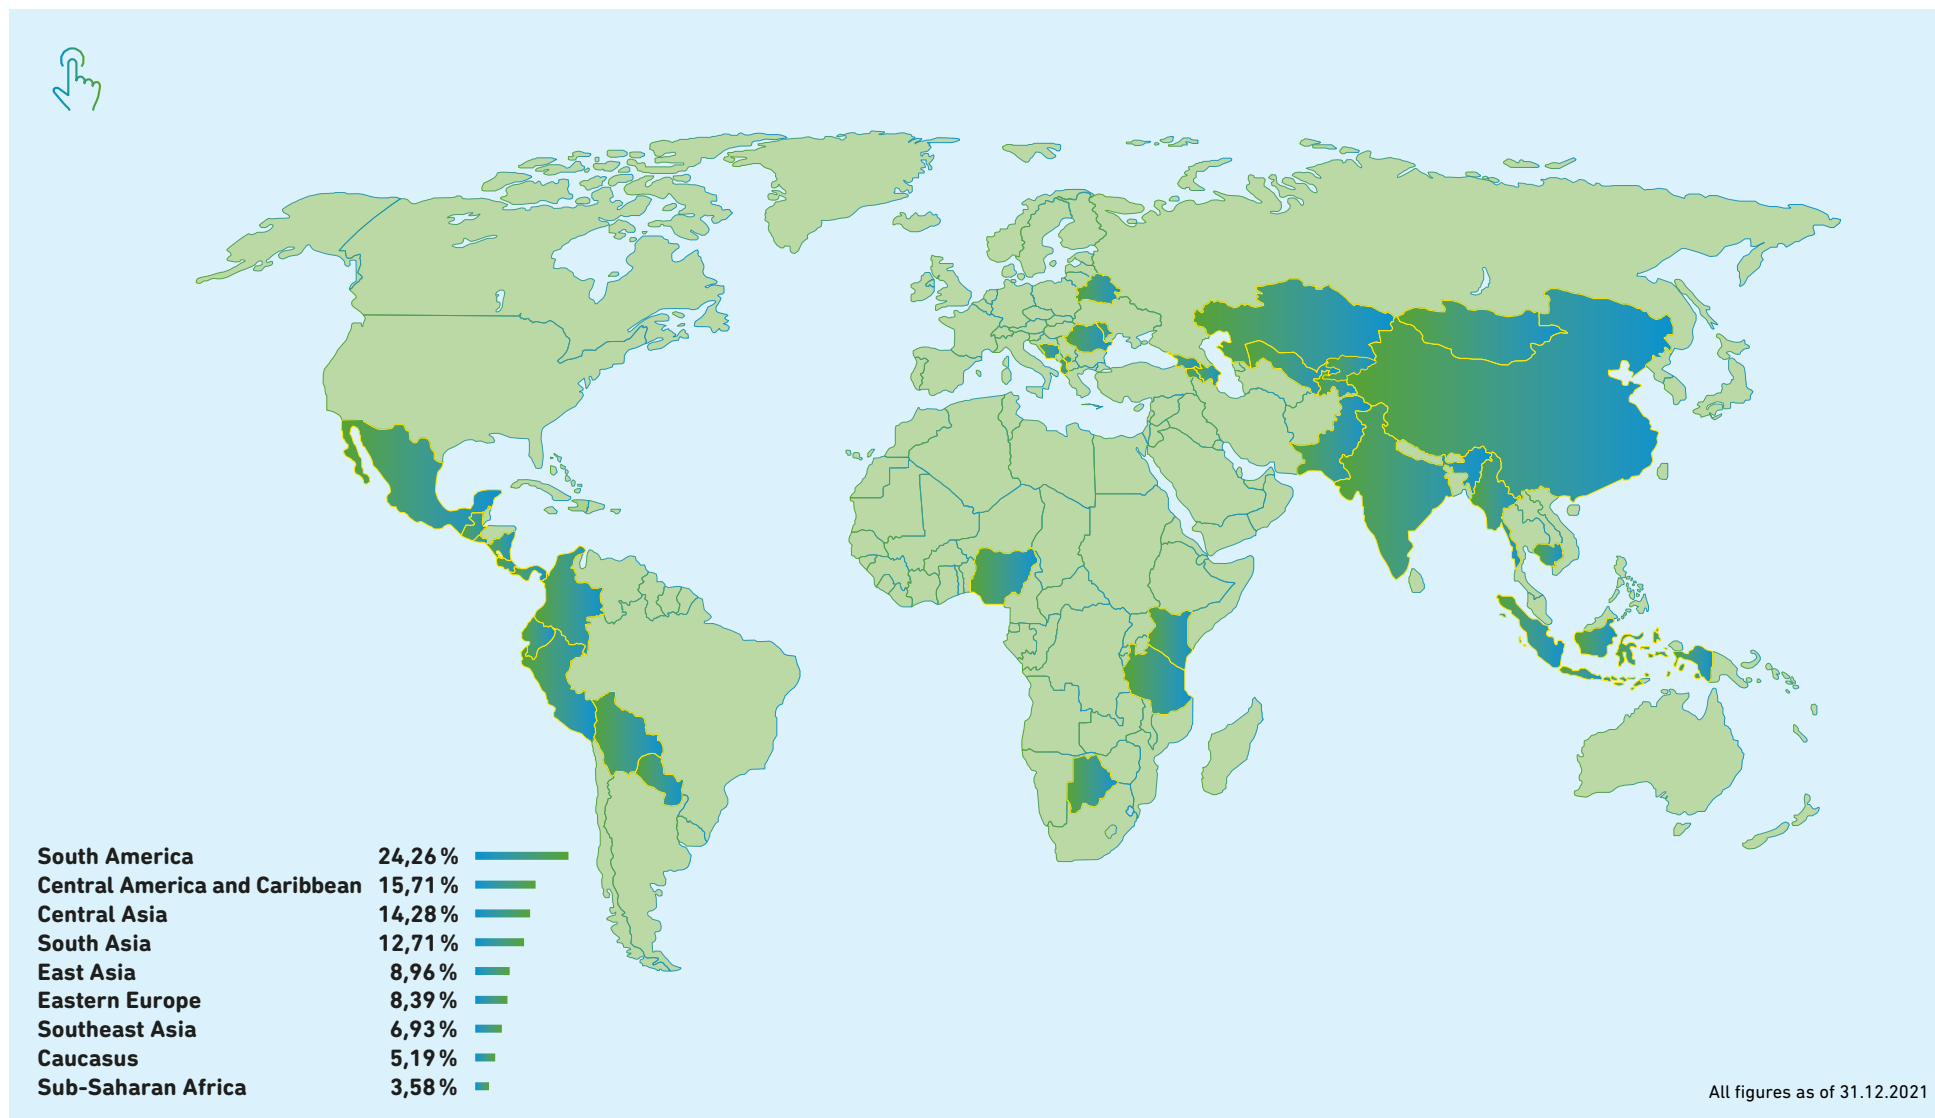 South America 24,26 %
Central America and Caribbean 15,71 %
Central Asia 14,28 %
South Asia 12,71 %
East Asia 8,96 %
Eastern Europe 8,39 %
Southeast Asia 6,93 %
Caucasus 5,19 %
Sub-Saharan Africa 3,58 %
All figures as of 31.12.2021